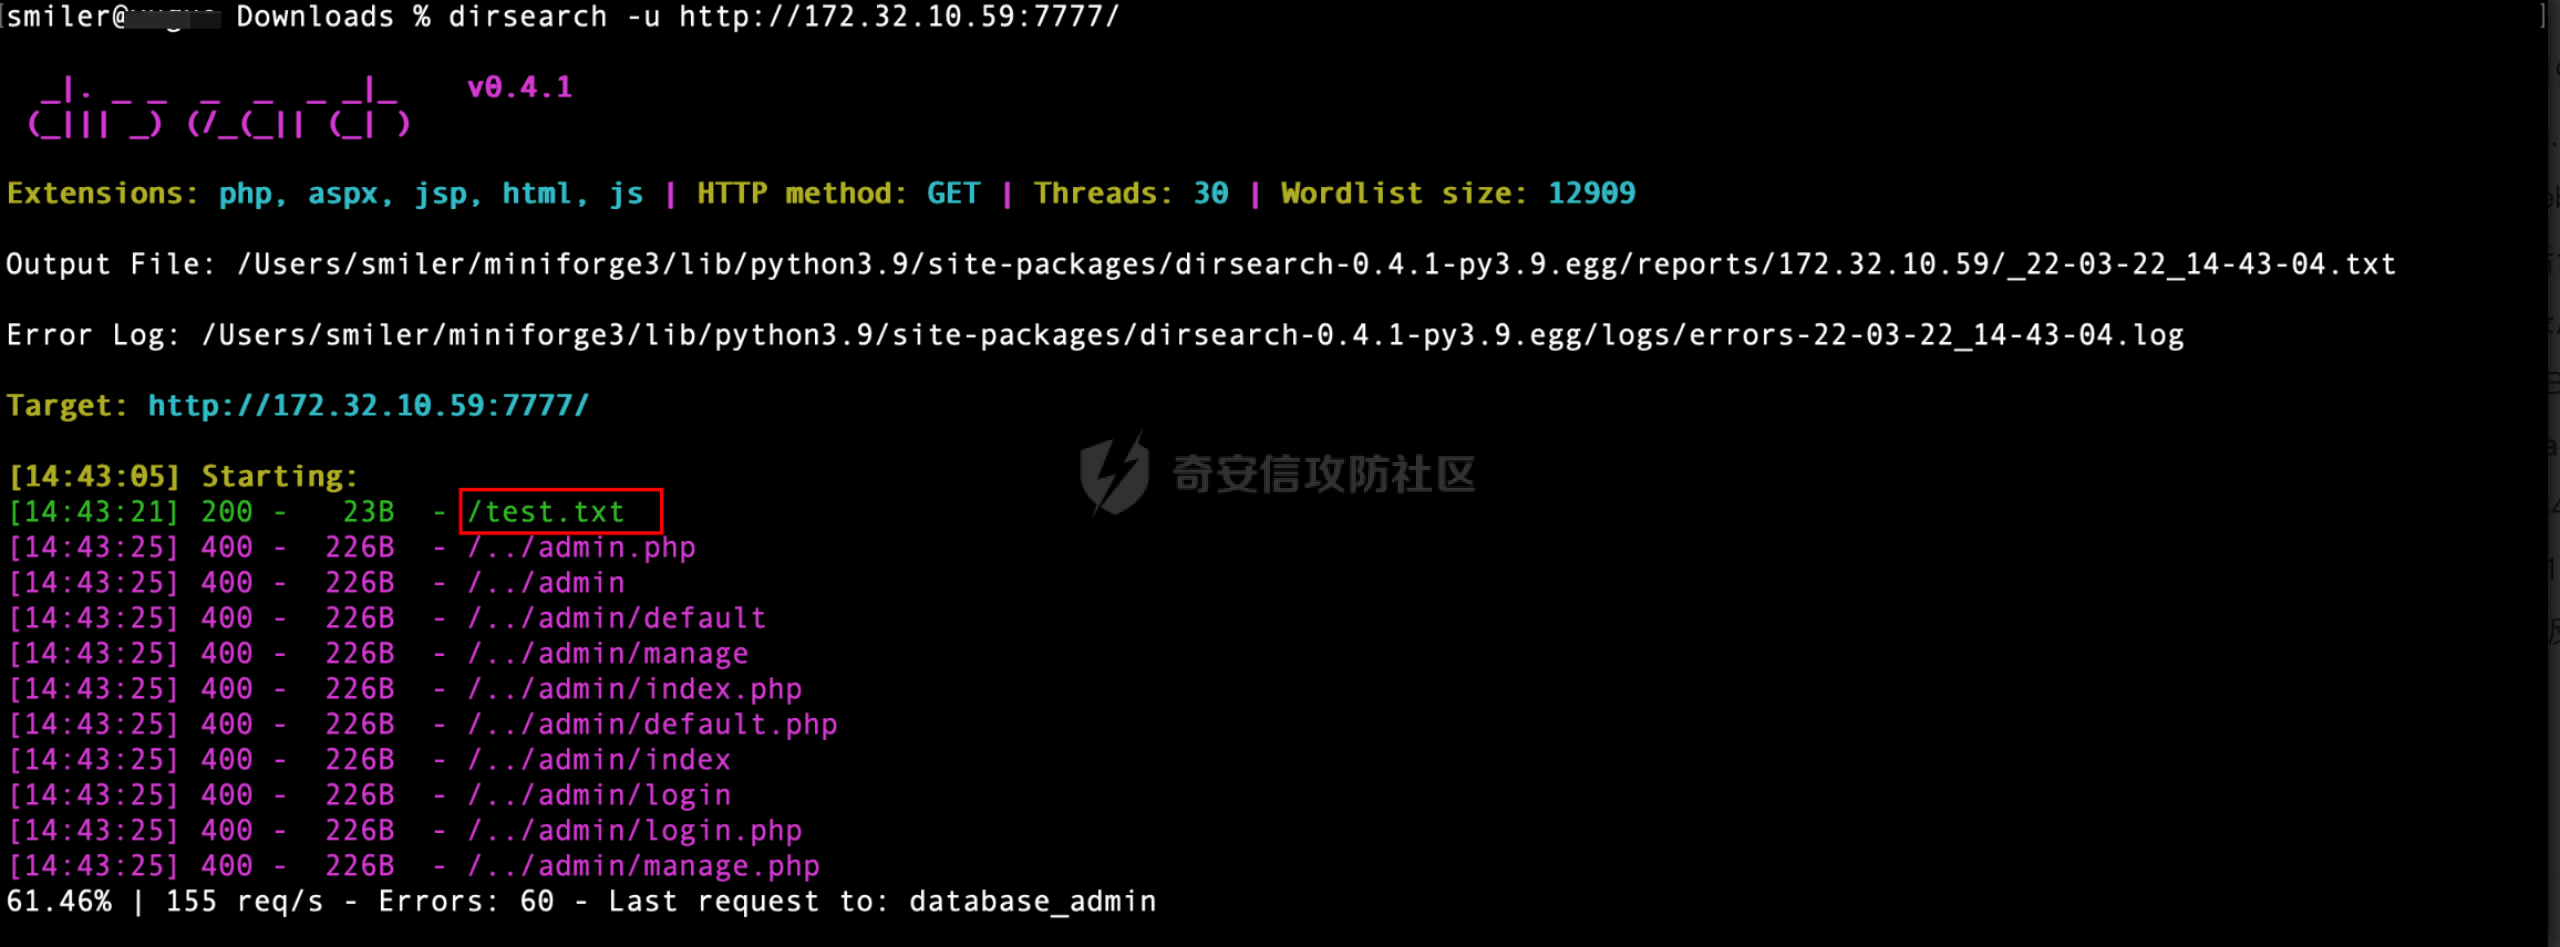 smiler@ Downloads % dirsearch -u http://172.32.10.59:7777/
dirsearch v0.4.1
Extensions: php, aspx, jsp, html, js | HTTP method: GET | Threads: 30 | Wordlist size: 12909
Output File: /Users/smiler/miniforge3/lib/python3.9/site-packages/dirsearch-0.4.1-py3.9.egg/reports/172.32.10.59/_22-03-22_14-43-04.txt
Error Log: /Users/smiler/miniforge3/lib/python3.9/site-packages/dirsearch-0.4.1-py3.9.egg/logs/errors-22-03-22_14-43-04.log
Target: http://172.32.10.59:7777/
奇安信攻防社区
[14:43:05] Starting:
[14:43:21] 200 - 23B - /test.txt
[14:43:25] 400 - 226B - /../admin.php
[14:43:25] 400 - 226B - /../admin
[14:43:25] 400 - 226B - /../admin/default
[14:43:25] 400 - 226B - /../admin/manage
[14:43:25] 400 - 226B - /../admin/index.php
[14:43:25] 400 - 226B - /../admin/default.php
[14:43:25] 400 - 226B - /../admin/index
[14:43:25] 400 - 226B - /../admin/login
[14:43:25] 400 - 226B - /../admin/login.php
[14:43:25] 400 - 226B - /../admin/manage.php
61.46% | 155 req/s - Errors: 60 - Last request to: database_admin